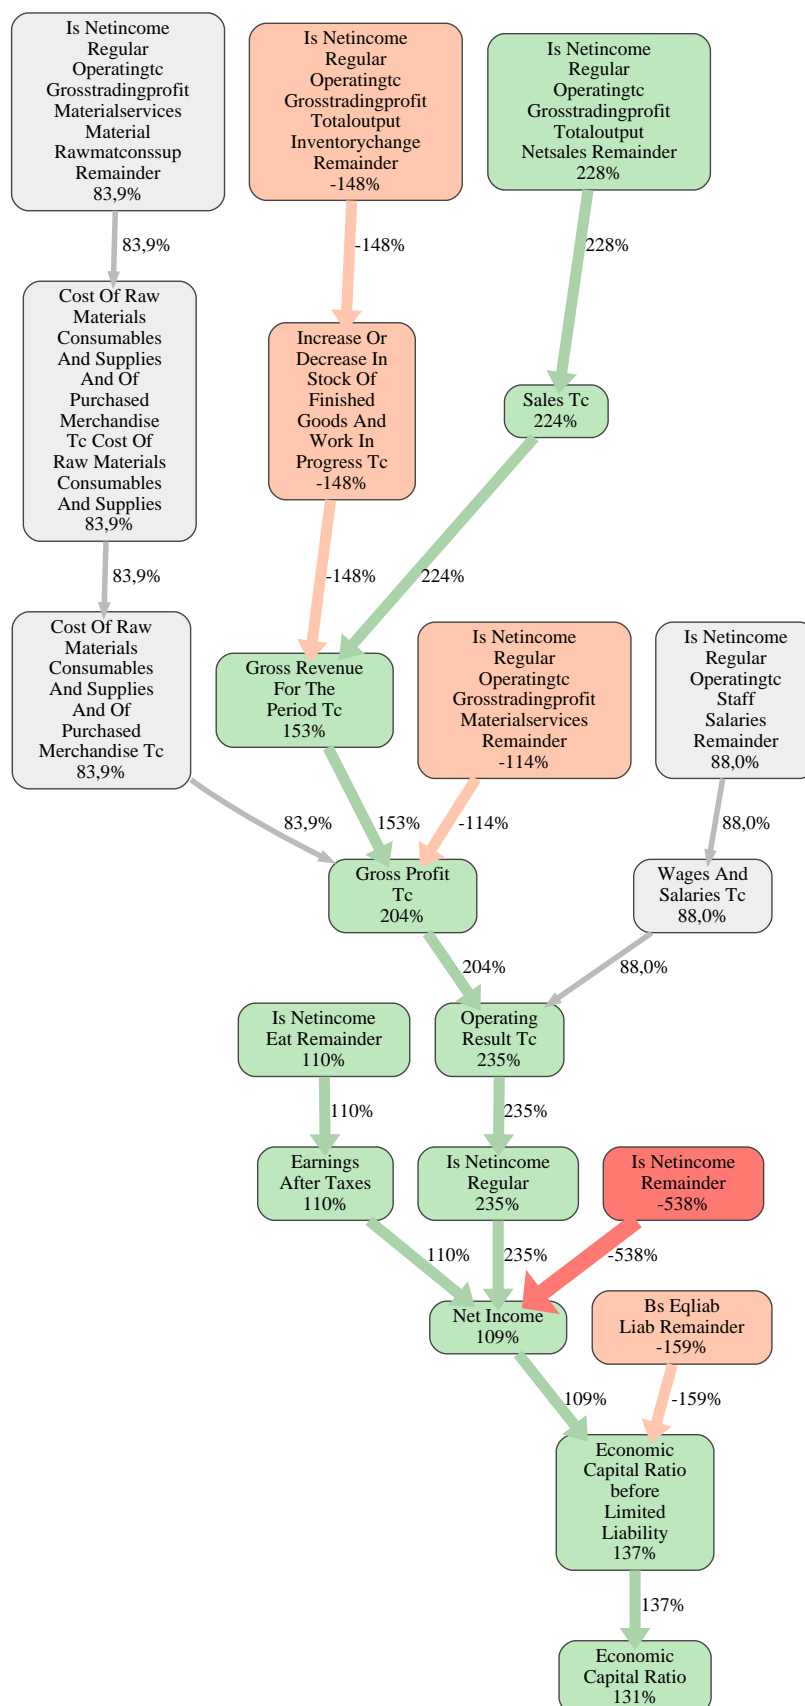 Is Netincome
Regular
Operatingtc
Grosstradingprofit
Materialservices
Material
Rawmatconssup
Remainder
83,9%
Is Netincome
Regular
Operatingtc
Grosstradingprofit
Totaloutput
Inventorychange
Remainder
-148%
Is Netincome
Regular
Operatingtc
Grosstradingprofit
Totaloutput
Netsales Remainder
228%
83,9%
-148%
228%
Cost Of Raw
Materials
Consumables
And Supplies
And Of
Purchased
Merchandise
Tc Cost Of
Raw Materials
Consumables
And Supplies
83,9%
Increase Or
Decrease In
Stock Of
Finished
Goods And
Work In
Progress Tc
-148%
Sales Tc
224%
83,9%
-148%
224%
Cost Of Raw
Materials
Consumables
And Supplies
And Of
Purchased
Merchandise Tc
83,9%
Gross Revenue
For The
Period Tc
153%
Is Netincome
Regular
Operatingtc
Grosstradingprofit
Materialservices
Remainder
-114%
Is Netincome
Regular
Operatingtc
Staff
Salaries
Remainder
88,0%
83,9%
153%
-114%
88,0%
Gross Profit
Tc
204%
Wages And
Salaries Tc
88,0%
204%
88,0%
Is Netincome
Eat Remainder
110%
Operating
Result Tc
235%
110%
235%
Earnings
After Taxes
110%
Is Netincome
Regular
235%
Is Netincome
Remainder
-538%
110%
235%
-538%
Net Income
109%
Bs Eqliab
Liab Remainder
-159%
109%
-159%
Economic
Capital Ratio
before
Limited
Liability
137%
137%
Economic
Capital Ratio
131%